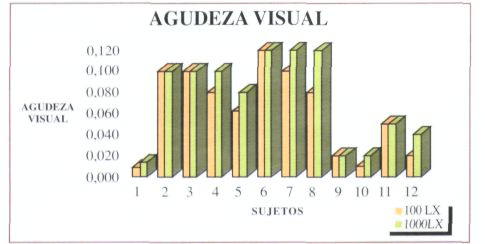 AGUDEZA VISUAL
0,120
0,100
0,080
0,060
0,040
0,020
0,000
AGUDEZA
VISUAL
1 2 3 4 5 6 7 8 9 10 11 12
SUJETOS
100 LX
1000LX